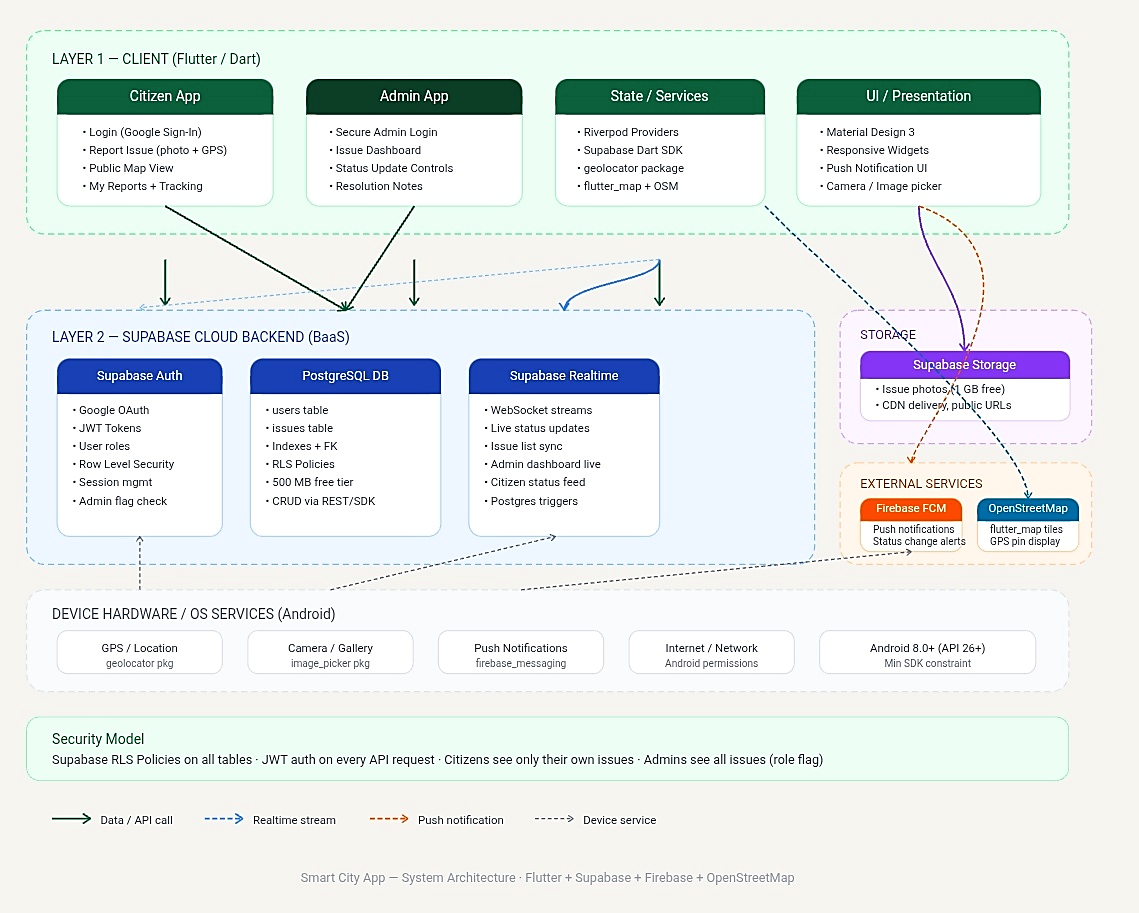 LAYER 1 — CLIENT (Flutter / Dart)
Citizen App
• Login (Google Sign-In)
• Report Issue (photo + GPS)
• Public Map View
• My Reports + Tracking
Admin App
• Secure Admin Login
• Issue Dashboard
• Status Update Controls
• Resolution Notes
State / Services
• Riverpod Providers
• Supabase Dart SDK
• geolocator package
• flutter_map + OSM
UI / Presentation
• Material Design 3
• Responsive Widgets
• Push Notification UI
• Camera / Image picker
LAYER 2 — SUPABASE CLOUD BACKEND (BaaS)
Supabase Auth
• Google OAuth
• JWT Tokens
• User roles
• Row Level Security
• Session mgmt
• Admin flag check
PostgreSQL DB
• users table
• issues table
• Indexes + FK
• RLS Policies
• 500 MB free tier
• CRUD via REST/SDK
Supabase Realtime
• WebSocket streams
• Live status updates
• Issue list sync
• Admin dashboard live
• Citizen status feed
• Postgres triggers
STORAGE
Supabase Storage
• Issue photos (1 GB free)
• CDN delivery, public URLs
EXTERNAL SERVICES
Firebase FCM
Push notifications
Status change alerts
OpenStreetMap
flutter_map tiles
GPS pin display
DEVICE HARDWARE / OS SERVICES (Android)
GPS / Location
geolocator pkg
Camera / Gallery
image_picker pkg
Push Notifications
firebase_messaging
Internet / Network
Android permissions
Android 8.0+ (API 26+)
Min SDK constraint
Security Model
Supabase RLS Policies on all tables · JWT auth on every API request · Citizens see only their own issues · Admins see all issues (role flag)
Data / API call
Realtime stream
Push notification
Device service
Smart City App — System Architecture · Flutter + Supabase + Firebase + OpenStreetMap